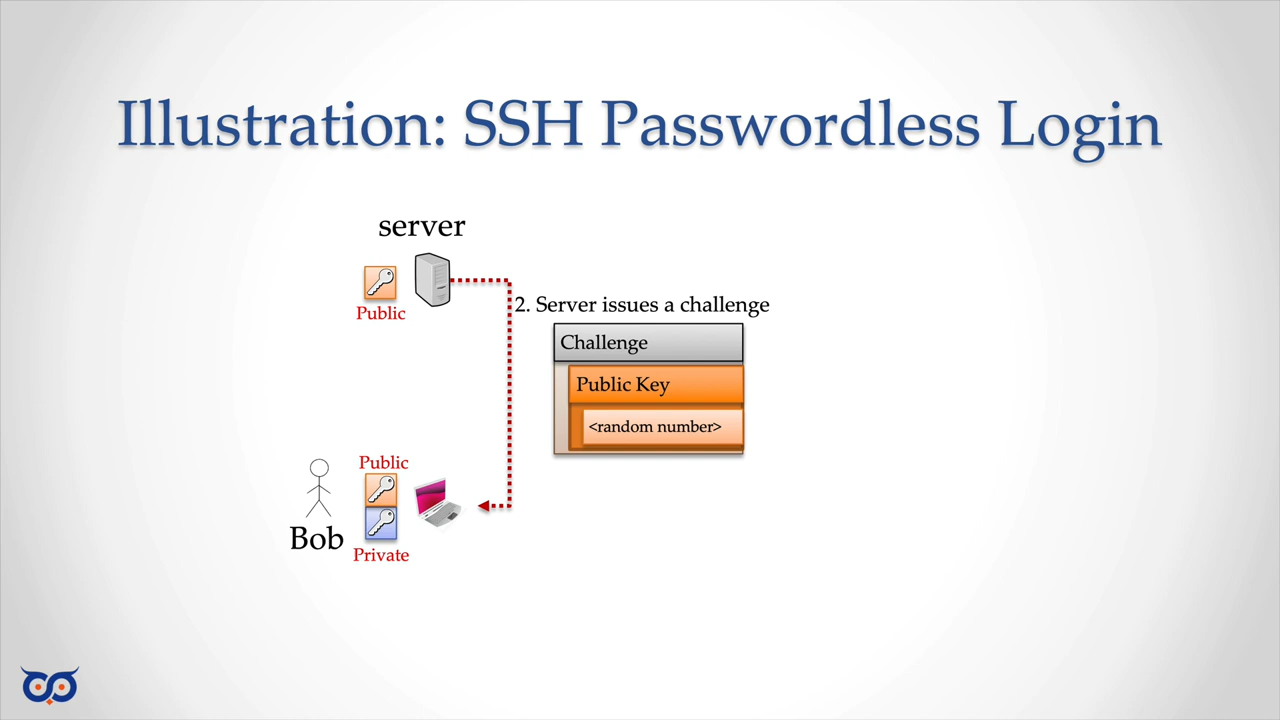 Illustration: SSH Passwordless Login
server
Public
2. Server issues a challenge
Challenge
Public Key
<random number>
Public
Bob
Private